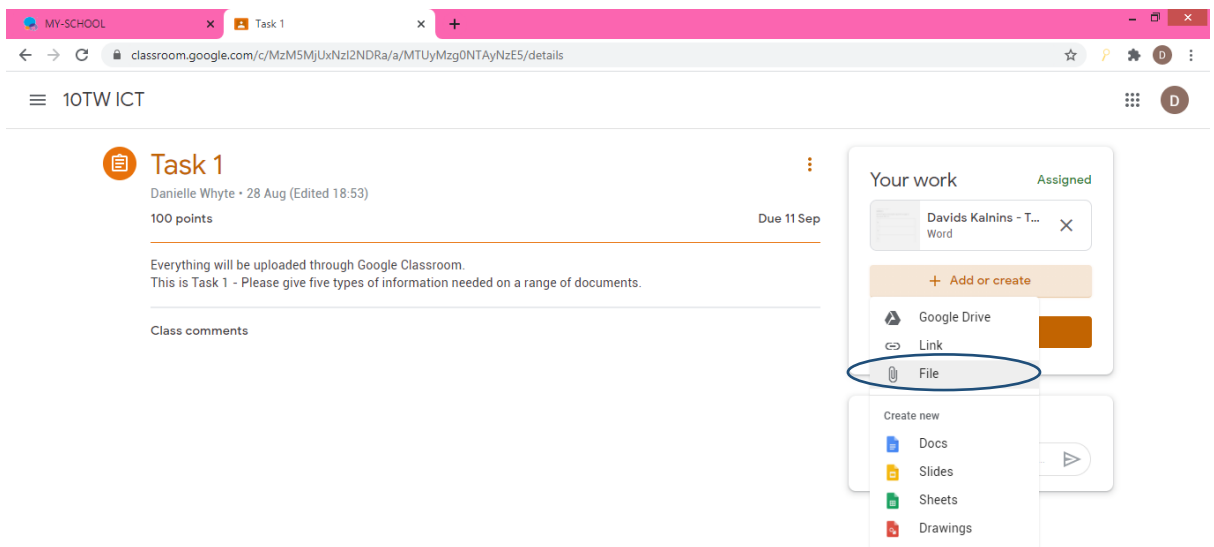 MY-SCHOOL
Task 1
classroom.google.com/c/MzM5MjUxNzI2NDRa/a/MTUyMzg0NTAyNzE5/details
D
10TW ICT
D
Task 1
Danielle Whyte • 28 Aug (Edited 18:53)
100 points
Due 11 Sep
Everything will be uploaded through Google Classroom.
This is Task 1 - Please give five types of information needed on a range of documents.
Class comments
Your work
Assigned
Davids Kalnins - T...
Word
+ Add or create
Google Drive
Link
File
Create new
Docs
Slides
Sheets
Drawings